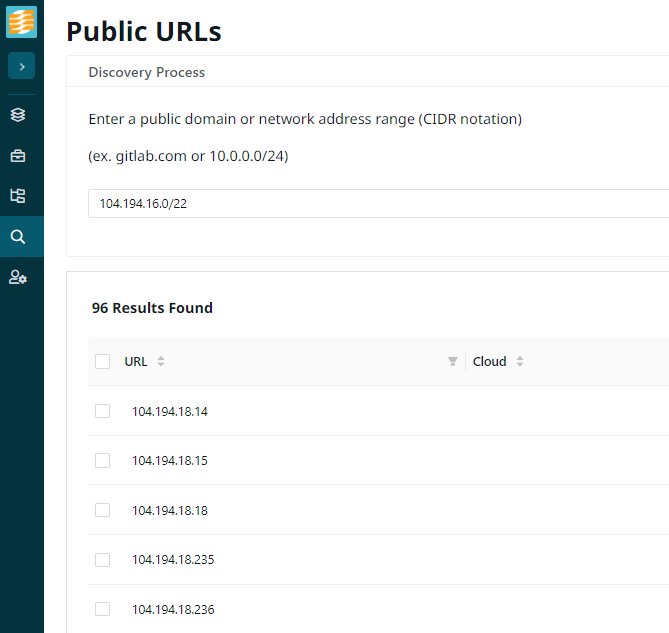 Public URLs
Discovery Process
Enter a public domain or network address range (CIDR notation)
(ex. gitlab.com or 10.0.0.0/24)
104.194.16.0/22
96 Results Found
URL Cloud
104.194.18.14
104.194.18.15
104.194.18.18
104.194.18.235
104.194.18.236